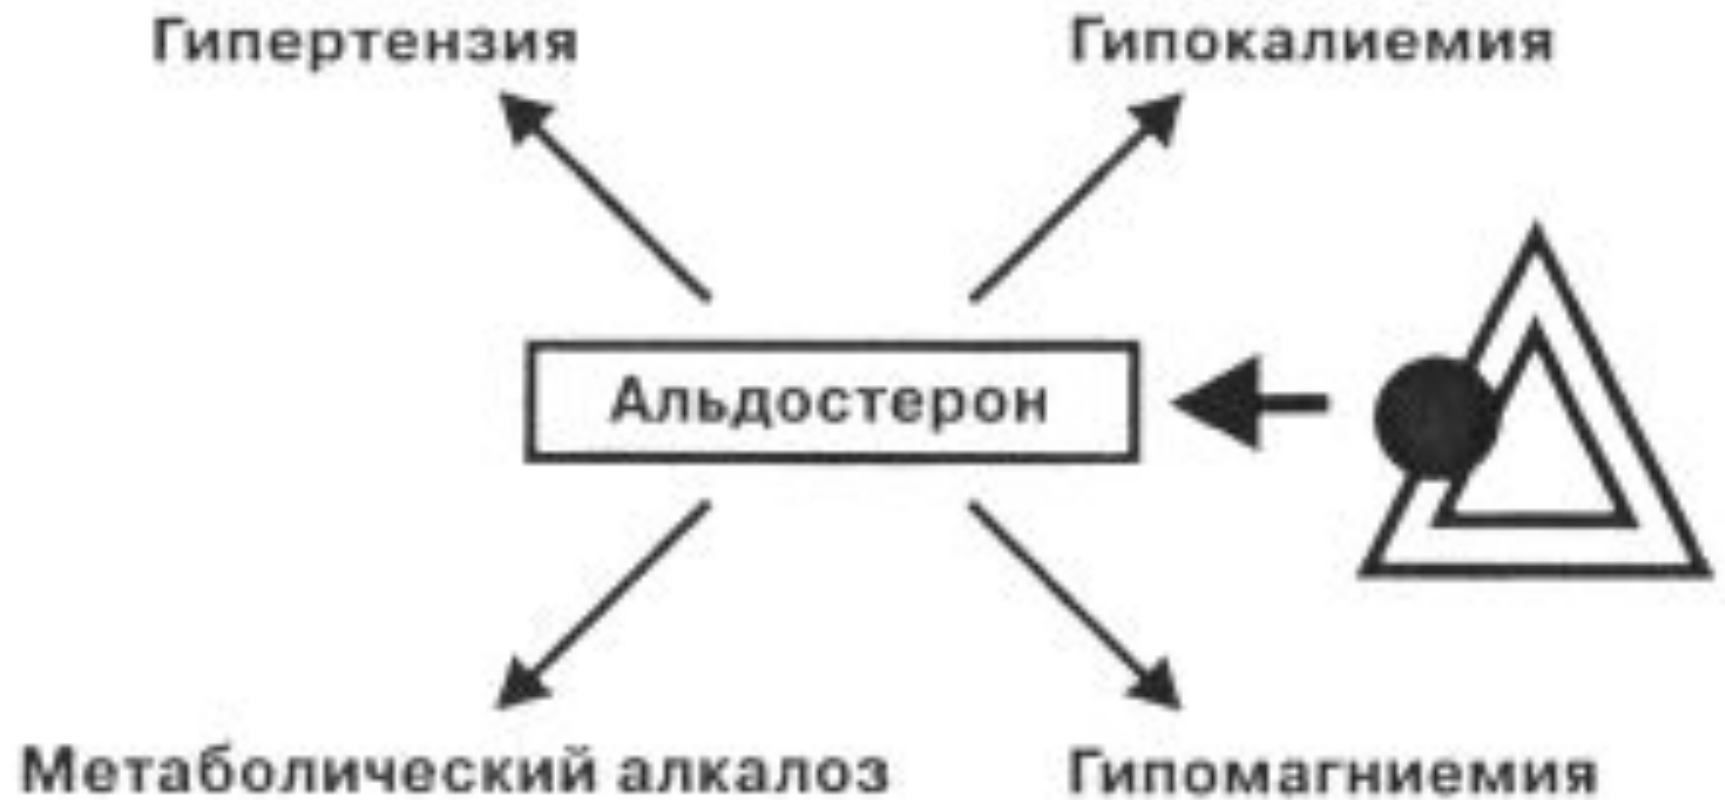 Гипертензия
Гипокалиемия
Альдостерон
Метаболический алкалоз
Гипомагниемия